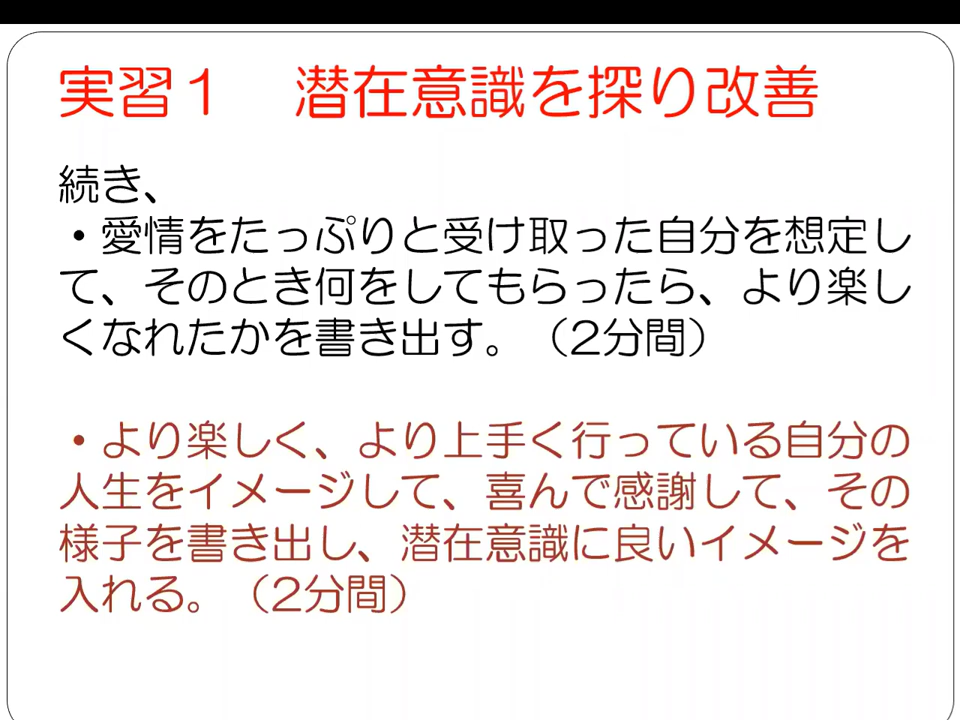 実習１　潜在意識を探り改善
続き、
・愛情をたっぷりと受け取った自分を想定し
て、そのとき何をしてもらったら、より楽し
くなれたかを書き出す。（2分間）
・より楽しく、より上手く行っている自分の
人生をイメージして、喜んで感謝して、その
様子を書き出し、潜在意識に良いイメージを
入れる。（2分間）